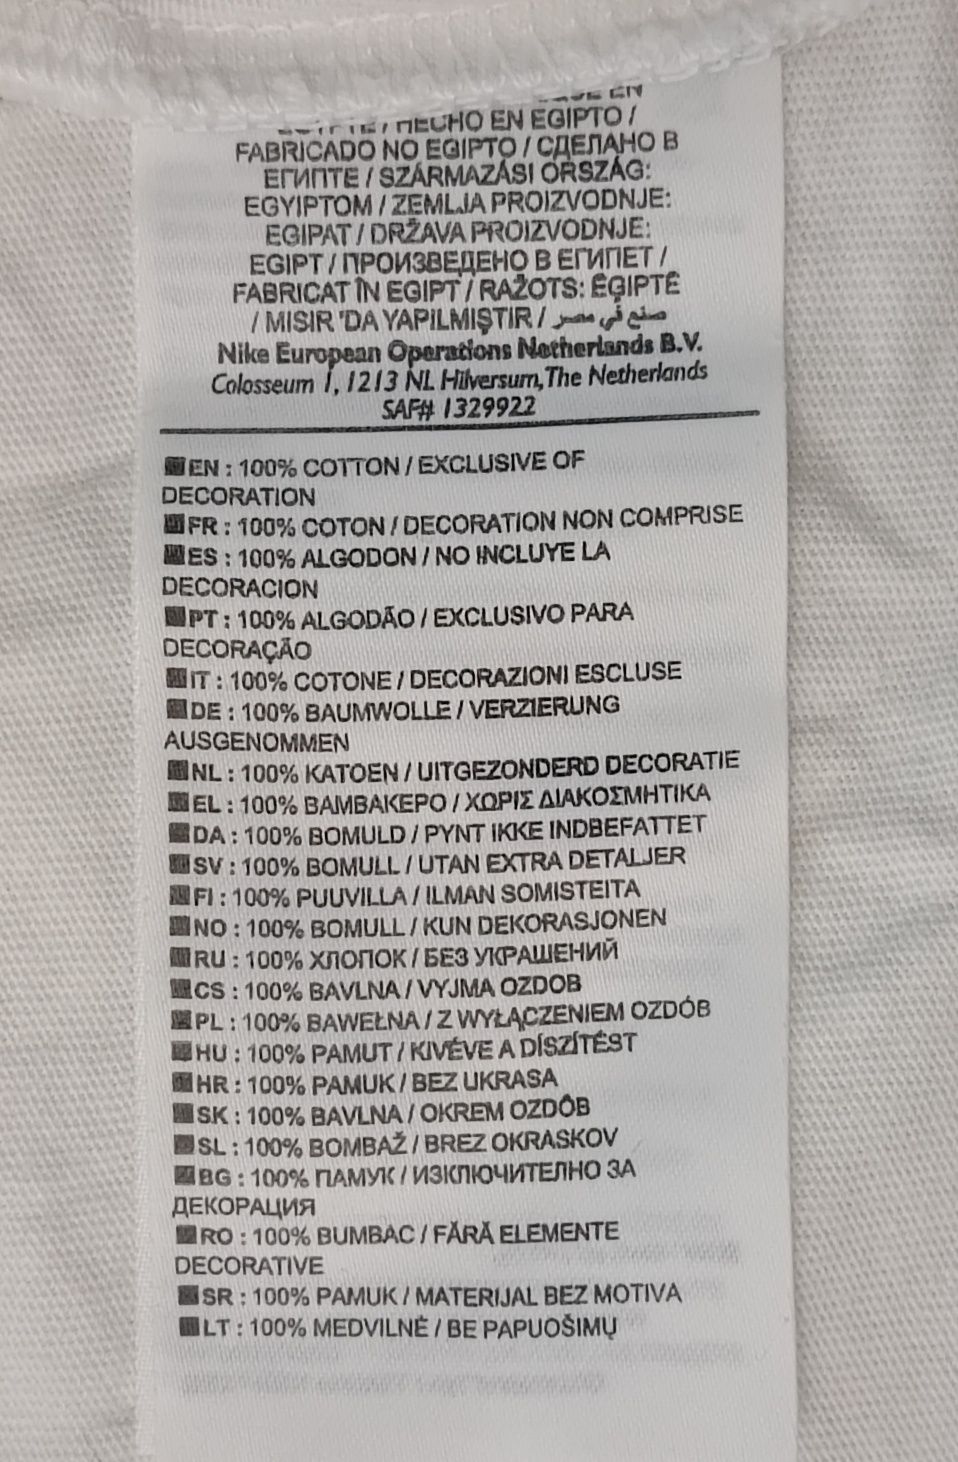 HECHO EN EGIPTO /
FABRICADO NO EGIPTO / СДЕЛАНО В
ЕГИПТЕ / SZÁRMAZÁSI ORSZÁG:
EGYIPTOM / ZEMLJA PROIZVODNJE:
EGIPAT / DRŽAVA PROIZVODNJE:
EGIPT / ПРОИЗВЕДЕНО В ЕГИПЕТ /
FABRICAT ÎN EGIPT / RAŽOTS: ĒĢIPTĒ
/ MISIR 'DA YAPILMIŞTIR / صنع في مصر
Nike European Operations Netherlands B.V.
Colosseum 1, 1213 NL Hilversum, The Netherlands
SAF# 1329922
EN : 100% COTTON / EXCLUSIVE OF
DECORATION
FR : 100% COTON / DECORATION NON COMPRISE
ES : 100% ALGODON / NO INCLUYE LA
DECORACION
PT : 100% ALGODÃO / EXCLUSIVO PARA
DECORAÇÃO
IT : 100% COTONE / DECORAZIONI ESCLUSE
DE : 100% BAUMWOLLE / VERZIERUNG
AUSGENOMMEN
NL : 100% KATOEN / UITGEZONDERD DECORATIE
EL : 100% ΒΑΜΒΑΚΕΡΟ / ΧΩΡΙΣ ΔΙΑΚΟΣΜΗΤΙΚΑ
DA : 100% BOMULD / PYNT IKKE INDBEFATTET
SV : 100% BOMULL / UTAN EXTRA DETALJER
FI : 100% PUUVILLA / ILMAN SOMISTEITA
NO : 100% BOMULL / KUN DEKORASJONEN
RU : 100% ХЛОПОК / БЕЗ УКРАШЕНИЙ
CS : 100% BAVLNA / VYJMA OZDOB
PL : 100% BAWEŁNA / Z WYŁĄCZENIEM OZDÓB
HU : 100% PAMUT / KIVÉVE A DÍSZÍTÉST
HR : 100% PAMUK / BEZ UKRASA
SK : 100% BAVLNA / OKREM OZDÔB
SL : 100% BOMBAŽ / BREZ OKRASKOV
BG : 100% ПАМУК / ИЗКЛЮЧИТЕЛНО ЗА
ДЕКОРАЦИЯ
RO : 100% BUMBAC / FĂRĂ ELEMENTE
DECORATIVE
SR : 100% PAMUK / MATERIJAL BEZ MOTIVA
LT : 100% MEDVILNĖ / BE PAPUOŠIMŲ